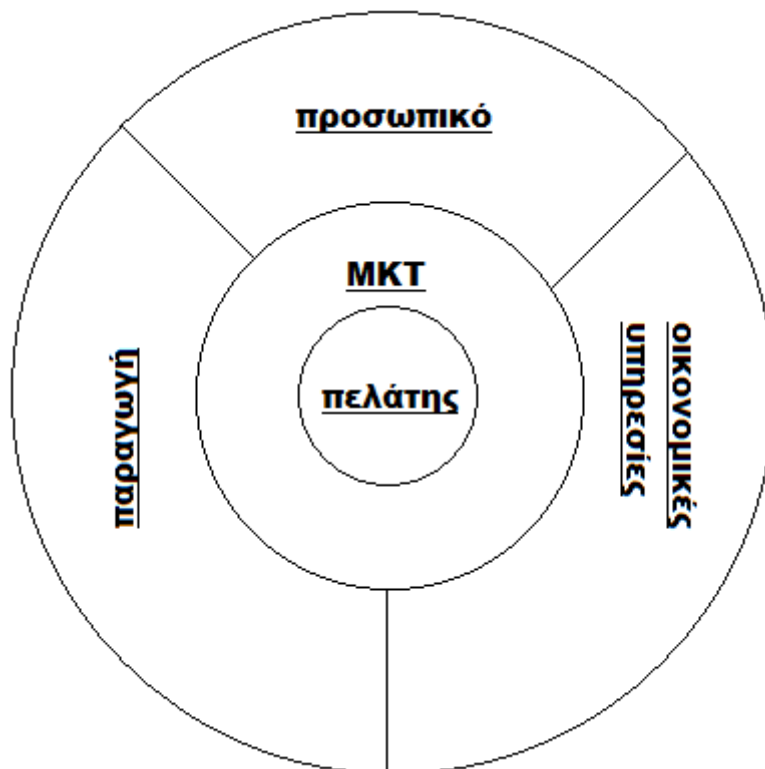 προσωπικό
ΜΚΤ
πελάτης
παραγωγή
οικονομικές
υπηρεσίες